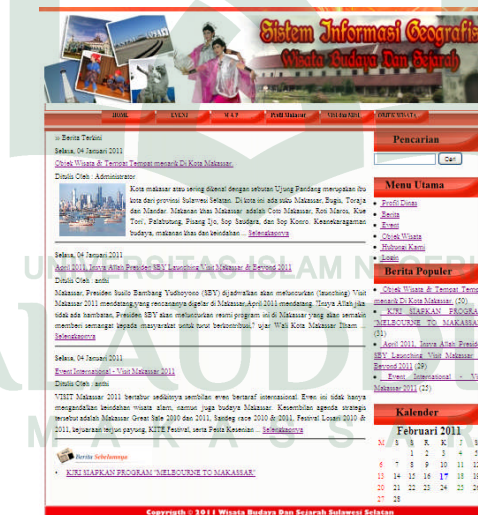 Sistem Informasi Geografis
Wisata Budaya Dan Sejarah
HOME EVENT MAP Profil Makassar VISI dan MISI OBJEK WISATA
» Berita Terkini
Selasa, 04 Januari 2011
Objek Wisata & Tempat Tempat menarik Di Kota Makassar.
Ditulis Oleh : Administrator
Kota makasar atau sering dikenal dengan sebutan Ujung Pandang merupakan ibu
kota dari provinsi Sulawesi Selatan. Di kota ini ada suku Makassar, Bugis, Toraja
dan Mandar. Makanan khas Makassar adalah Coto Makassar, Roti Maros, Kue
Tori', Palabutung, Pisang Ijo, Sop Saudara, dan Sop Konro. Keanekaragaman
budaya, makanan khas dan keindahan ... Selengkapnya
Selasa, 04 Januari 2011
April 2011, Insya Allah Presiden SBY Launching Visit Makassar & Beyond 2011
Ditulis Oleh : anthi
Makassar, Presiden Susilo Bambang Yudhoyono (SBY) dijadwalkan akan meluncurkan (launching) Visit
Makassar 2011 mendatang,yang rencananya digelar di Makassar,April 2011 mendatang. "Insya Allah jika
tidak ada hambatan, Presiden SBY akan meluncurkan resmi program ini di Makassar yang akan semakin
memberi semangat kepada masyarakat untuk turut berkontribusi," ujar Wali Kota Makassar Ilham ...
Selengkapnya
Selasa, 04 Januari 2011
Event International - Visit Makassar 2011
Ditulis Oleh : anthi
VISIT Makassar 2011 bertabur sedikitnya sembilan even bertaraf internasional. Even ini tidak hanya
mengandalkan keindahan wisata alam, namun juga budaya Makassar. Kesembilan agenda strategis
tersebut adalah Makassar Great Sale 2010 dan 2011, Sandeq race 2010 & 2011, Festival Losari 2010 &
2011, kejuaraan terjun payung, KITE Festival, serta Pesta Kesenian ... Selengkapnya
Berita Sebelumnya
• KJRI SIAPKAN PROGRAM "MELBOURNE TO MAKASSAR"
Pencarian
Cari
Menu Utama
• Profil Dinas
• Berita
• Event
• Objek Wisata
• Hubungi Kami
• Login
Berita Populer
• Objek Wisata & Tempat Tempat
menarik Di Kota Makassar. (50)
• KJRI SIAPKAN PROGRAM
"MELBOURNE TO MAKASSAR"
(31)
• April 2011, Insya Allah Presiden
SBY Launching Visit Makassar &
Beyond 2011 (29)
• Event International - Visit
Makassar 2011 (25)
Kalender
Februari 2011
M S S R K J S
1 2 3 4 5
6 7 8 9 10 11 12
13 14 15 16 17 18 19
20 21 22 23 24 25 26
27 28
Copyrigth © 2011 Wisata Budara Dan Sejarah Sulawesi Selatan